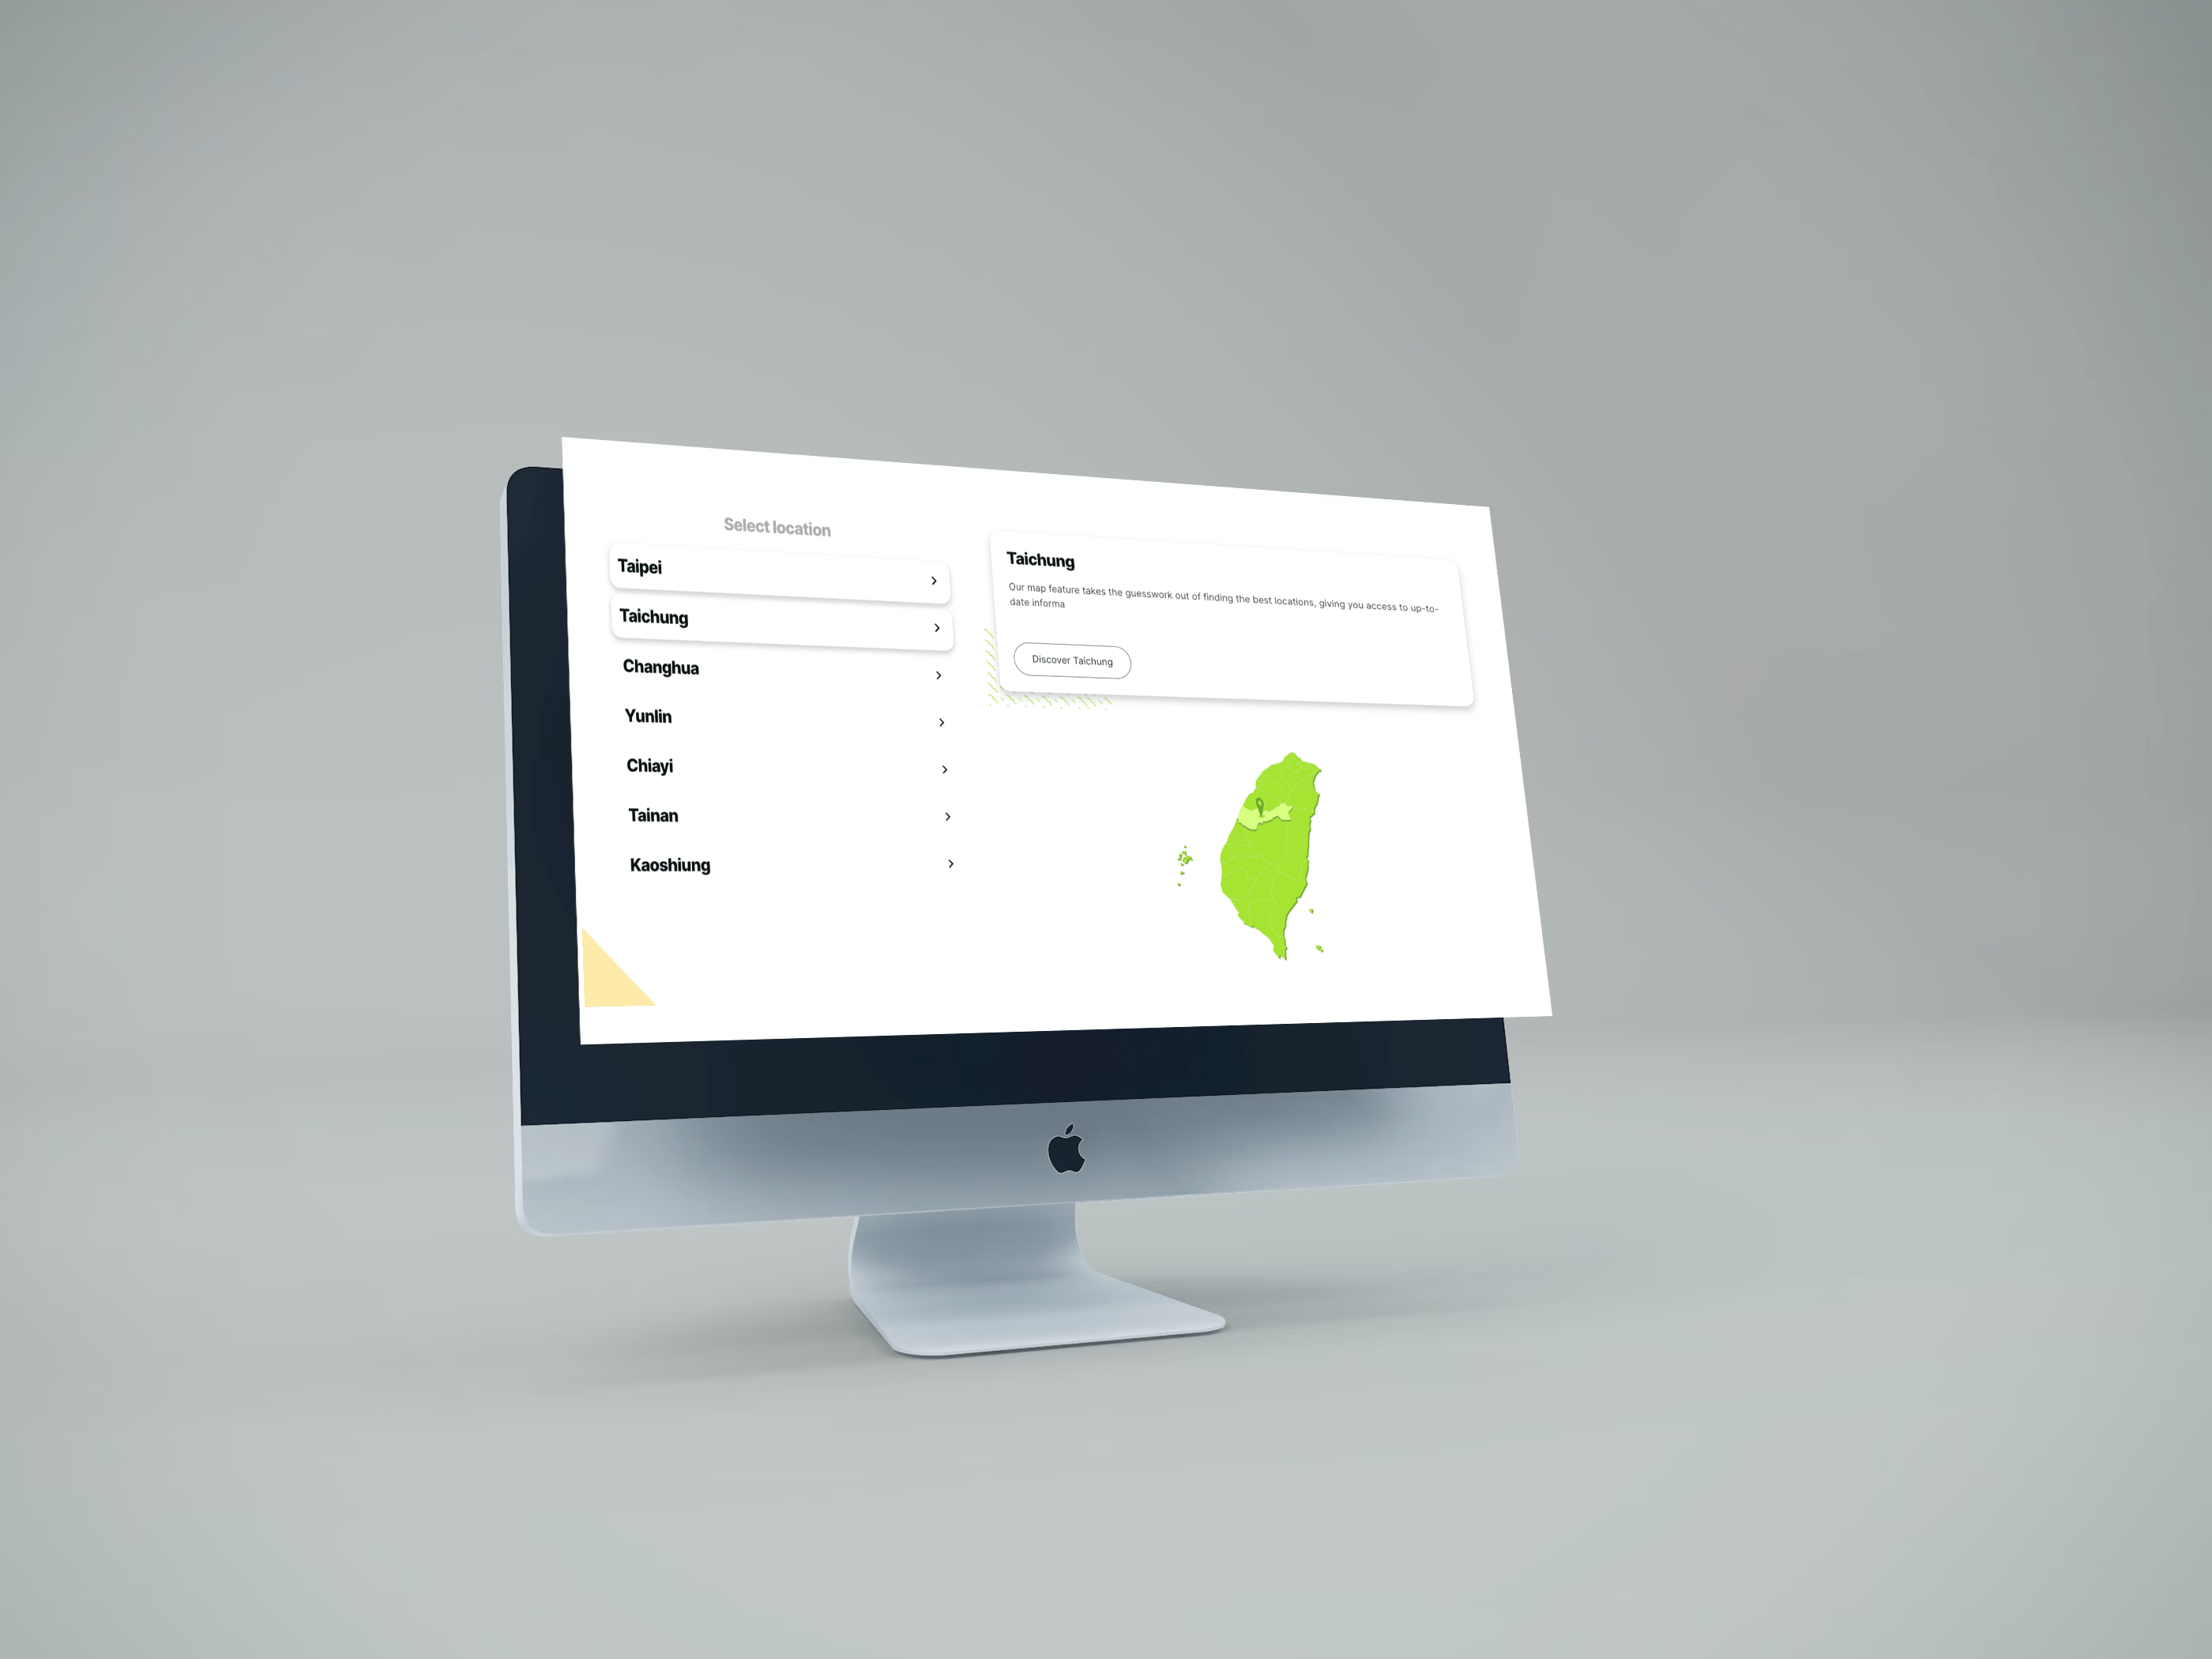 Select location
Taipei
Taichung
Changhua
Yunlin
Chiayi
Tainan
Kaoshiung
Taichung
Our map feature takes the guesswork out of finding the best locations, giving you access to up-to-
date informa
Discover Taichung